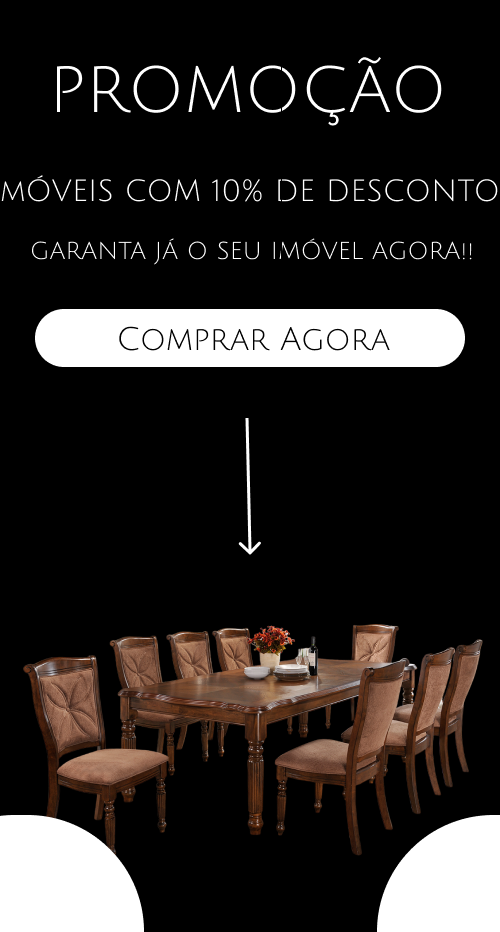 PROMOÇÃO
MÓVEIS COM 10% DE DESCONTO
GARANTA JÁ O SEU IMÓVEL AGORA!!
Comprar Agora